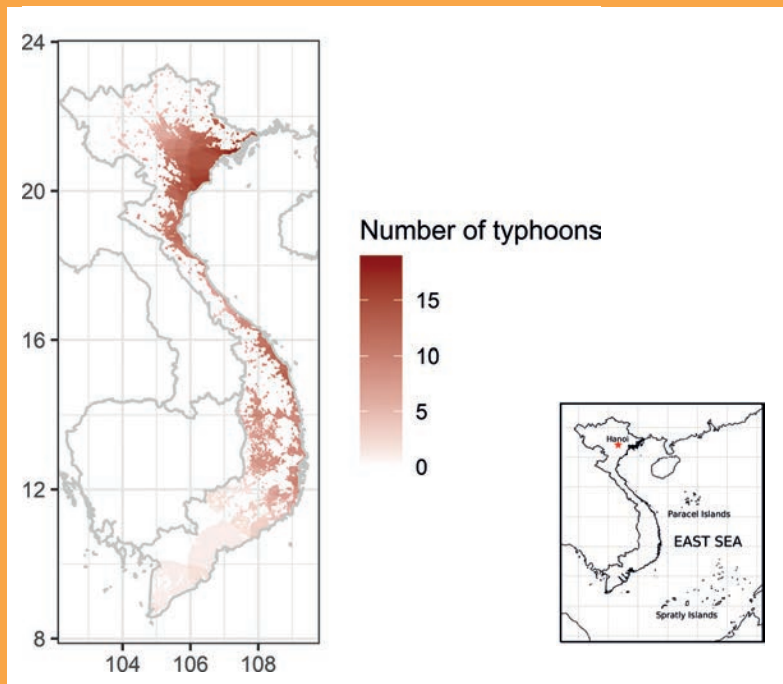 24
20
16
12
8
104 106 108
Number of typhoons
15
10
5
0
Hanoi
Paracel Islands
EAST SEA
Spratly Islands